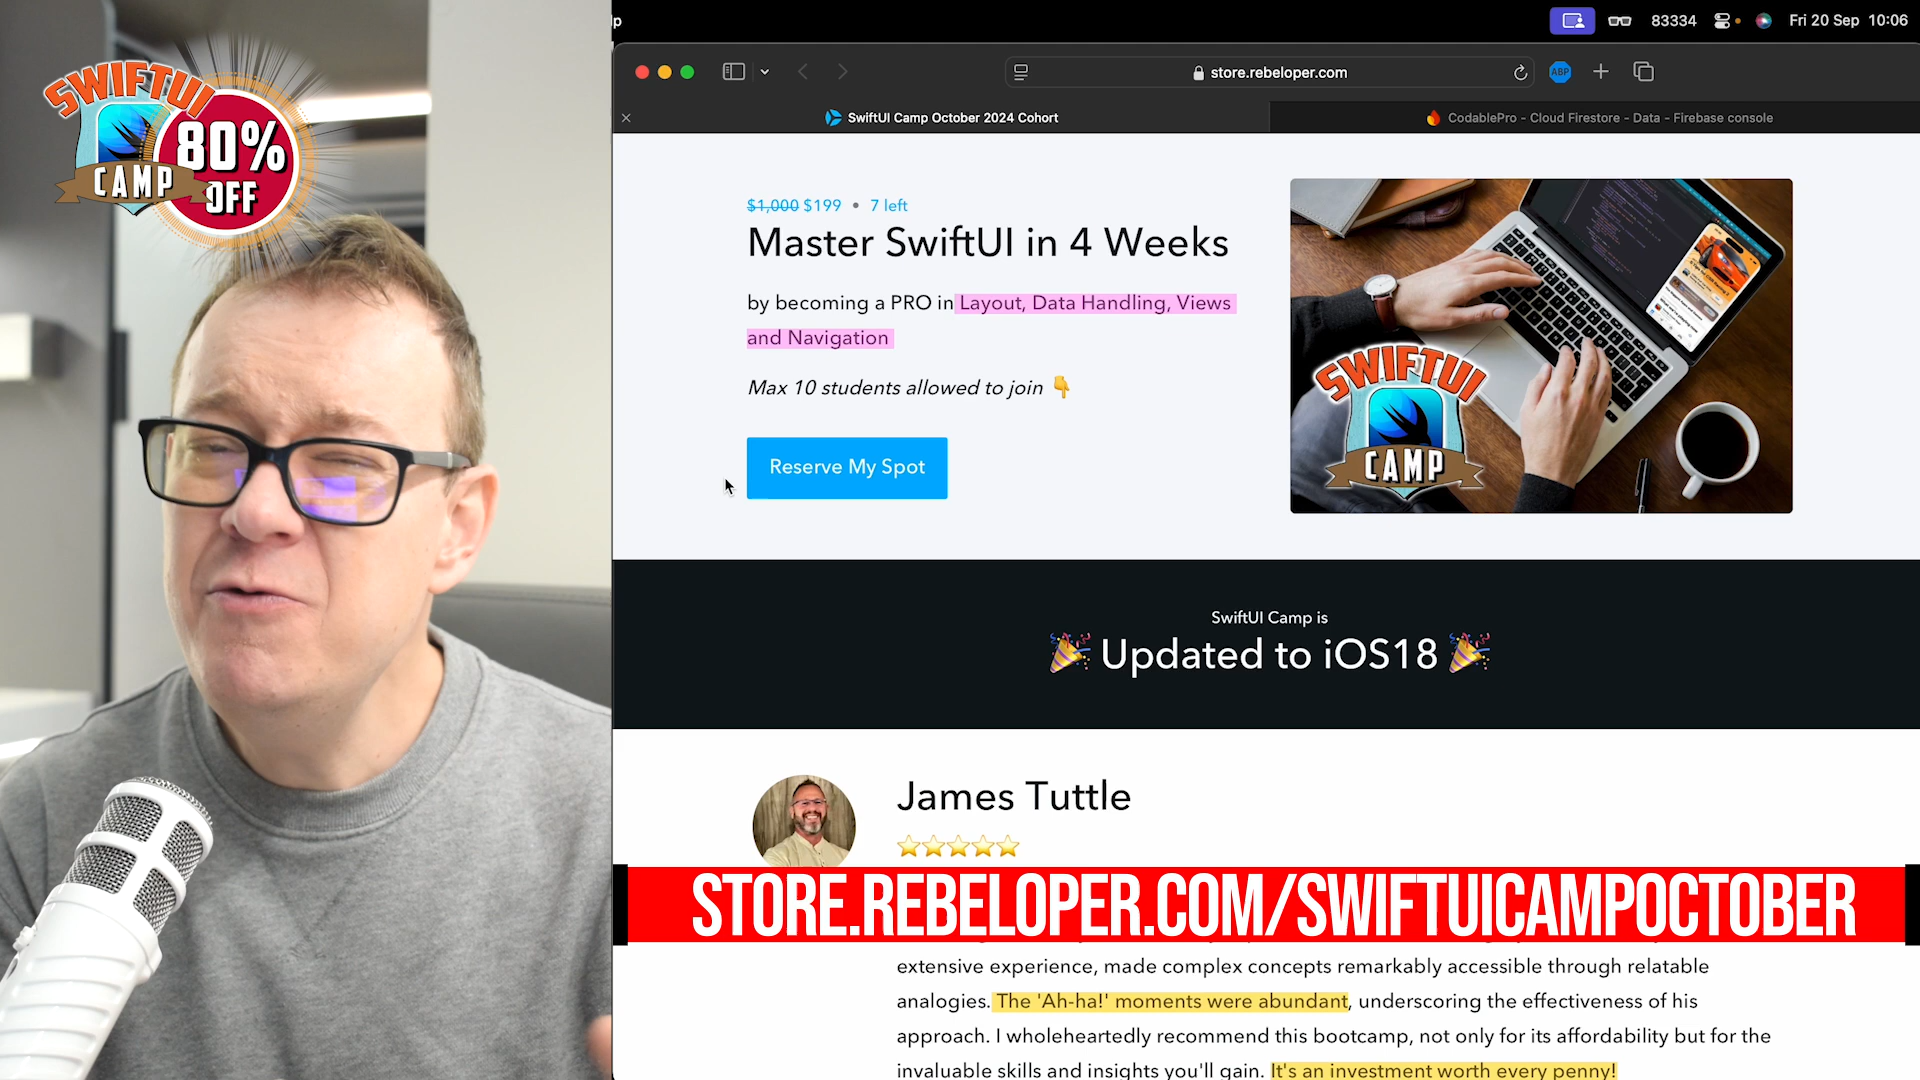 lp
83334
Fri 20 Sep 10:06
store.rebeloper.com
ABP
SwiftUI Camp October 2024 Cohort
CodablePro - Cloud Firestore - Data - Firebase console
SWIFTUI
CAMP
80%
OFF
$1,000 $199 • 7 left
Master SwiftUI in 4 Weeks
by becoming a PRO in Layout, Data Handling, Views
and Navigation
Max 10 students allowed to join 👇
Reserve My Spot
SWIFTUI
CAMP
SwiftUI Camp is
🎉 Updated to iOS18 🎉
James Tuttle
⭐⭐⭐⭐⭐
STORE.REBELOPER.COM/SWIFTUICAMPOCTOBER
extensive experience, made complex concepts remarkably accessible through relatable
analogies. The 'Ah-ha!' moments were abundant, underscoring the effectiveness of his
approach. I wholeheartedly recommend this bootcamp, not only for its affordability but for the
invaluable skills and insights you'll gain. It's an investment worth every penny!